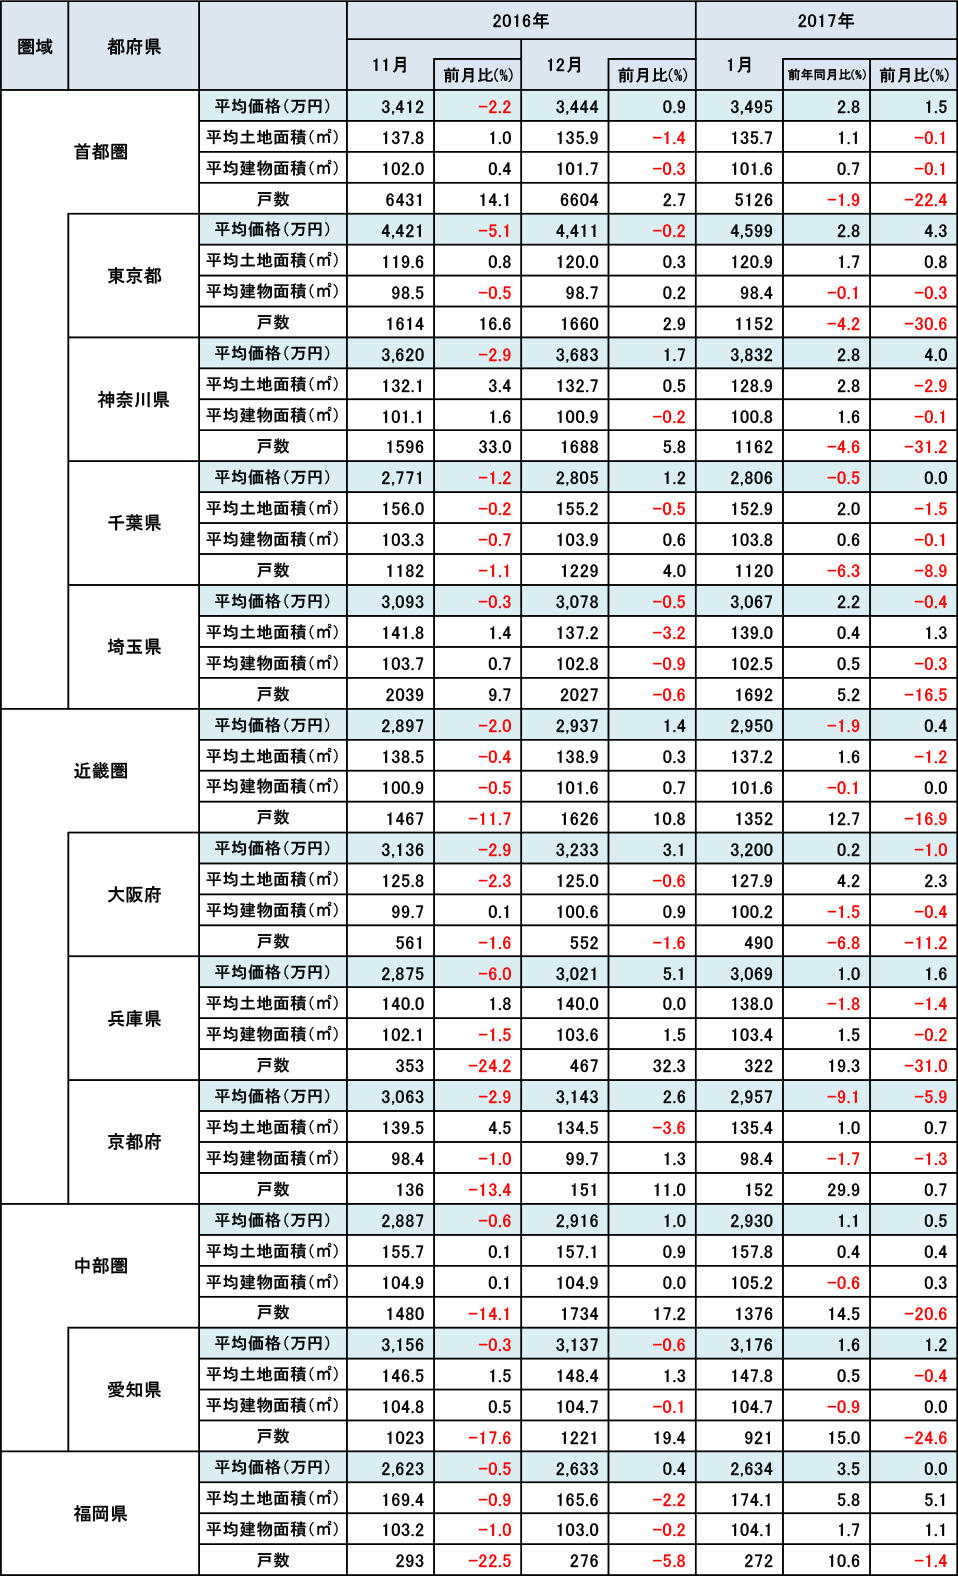 圏域 都府県 2016年 2017年
11月 前月比(%) 12月 前月比(%) 1月 前年同月比(%) 前月比(%)
首都圏
平均価格(万円) 3,412 -2.2 3,444 0.9 3,495 2.8 1.5
平均土地面積(㎡) 137.8 1.0 135.9 -1.4 135.7 1.1 -0.1
平均建物面積(㎡) 102.0 0.4 101.7 -0.3 101.6 0.7 -0.1
戸数 6431 14.1 6604 2.7 5126 -1.9 -22.4
東京都
平均価格(万円) 4,421 -5.1 4,411 -0.2 4,599 2.8 4.3
平均土地面積(㎡) 119.6 0.8 120.0 0.3 120.9 1.7 0.8
平均建物面積(㎡) 98.5 -0.5 98.7 0.2 98.4 -0.1 -0.3
戸数 1614 16.6 1660 2.9 1152 -4.2 -30.6
神奈川県
平均価格(万円) 3,620 -2.9 3,683 1.7 3,832 2.8 4.0
平均土地面積(㎡) 132.1 3.4 132.7 0.5 128.9 2.8 -2.9
平均建物面積(㎡) 101.1 1.6 100.9 -0.2 100.8 1.6 -0.1
戸数 1596 33.0 1688 5.8 1162 -4.6 -31.2
千葉県
平均価格(万円) 2,771 -1.2 2,805 1.2 2,806 -0.5 0.0
平均土地面積(㎡) 156.0 -0.2 155.2 -0.5 152.9 2.0 -1.5
平均建物面積(㎡) 103.3 -0.7 103.9 0.6 103.8 0.6 -0.1
戸数 1182 -1.1 1229 4.0 1120 -6.3 -8.9
埼玉県
平均価格(万円) 3,093 -0.3 3,078 -0.5 3,067 2.2 -0.4
平均土地面積(㎡) 141.8 1.4 137.2 -3.2 139.0 0.4 1.3
平均建物面積(㎡) 103.7 0.7 102.8 -0.9 102.5 0.5 -0.3
戸数 2039 9.7 2027 -0.6 1692 5.2 -16.5
近畿圏
平均価格(万円) 2,897 -2.0 2,937 1.4 2,950 -1.9 0.4
平均土地面積(㎡) 138.5 -0.4 138.9 0.3 137.2 1.6 -1.2
平均建物面積(㎡) 100.9 -0.5 101.6 0.7 101.6 -0.1 0.0
戸数 1467 -11.7 1626 10.8 1352 12.7 -16.9
大阪府
平均価格(万円) 3,136 -2.9 3,233 3.1 3,200 0.2 -1.0
平均土地面積(㎡) 125.8 -2.3 125.0 -0.6 127.9 4.2 2.3
平均建物面積(㎡) 99.7 0.1 100.6 0.9 100.2 -1.5 -0.4
戸数 561 -1.6 552 -1.6 490 -6.8 -11.2
兵庫県
平均価格(万円) 2,875 -6.0 3,021 5.1 3,069 1.0 1.6
平均土地面積(㎡) 140.0 1.8 140.0 0.0 138.0 -1.8 -1.4
平均建物面積(㎡) 102.1 -1.5 103.6 1.5 103.4 1.5 -0.2
戸数 353 -24.2 467 32.3 322 19.3 -31.0
京都府
平均価格(万円) 3,063 -2.9 3,143 2.6 2,957 -9.1 -5.9
平均土地面積(㎡) 139.5 4.5 134.5 -3.6 135.4 1.0 0.7
平均建物面積(㎡) 98.4 -1.0 99.7 1.3 98.4 -1.7 -1.3
戸数 136 -13.4 151 11.0 152 29.9 0.7
中部圏
平均価格(万円) 2,887 -0.6 2,916 1.0 2,930 1.1 0.5
平均土地面積(㎡) 155.7 0.1 157.1 0.9 157.8 0.4 0.4
平均建物面積(㎡) 104.9 0.1 104.9 0.0 105.2 -0.6 0.3
戸数 1480 -14.1 1734 17.2 1376 14.5 -20.6
愛知県
平均価格(万円) 3,156 -0.3 3,137 -0.6 3,176 1.6 1.2
平均土地面積(㎡) 146.5 1.5 148.4 1.3 147.8 0.5 -0.4
平均建物面積(㎡) 104.8 0.5 104.7 -0.1 104.7 -0.9 0.0
戸数 1023 -17.6 1221 19.4 921 15.0 -24.6
福岡県
平均価格(万円) 2,623 -0.5 2,633 0.4 2,634 3.5 0.0
平均土地面積(㎡) 169.4 -0.9 165.6 -2.2 174.1 5.8 5.1
平均建物面積(㎡) 103.2 -1.0 103.0 -0.2 104.1 1.7 1.1
戸数 293 -22.5 276 -5.8 272 10.6 -1.4